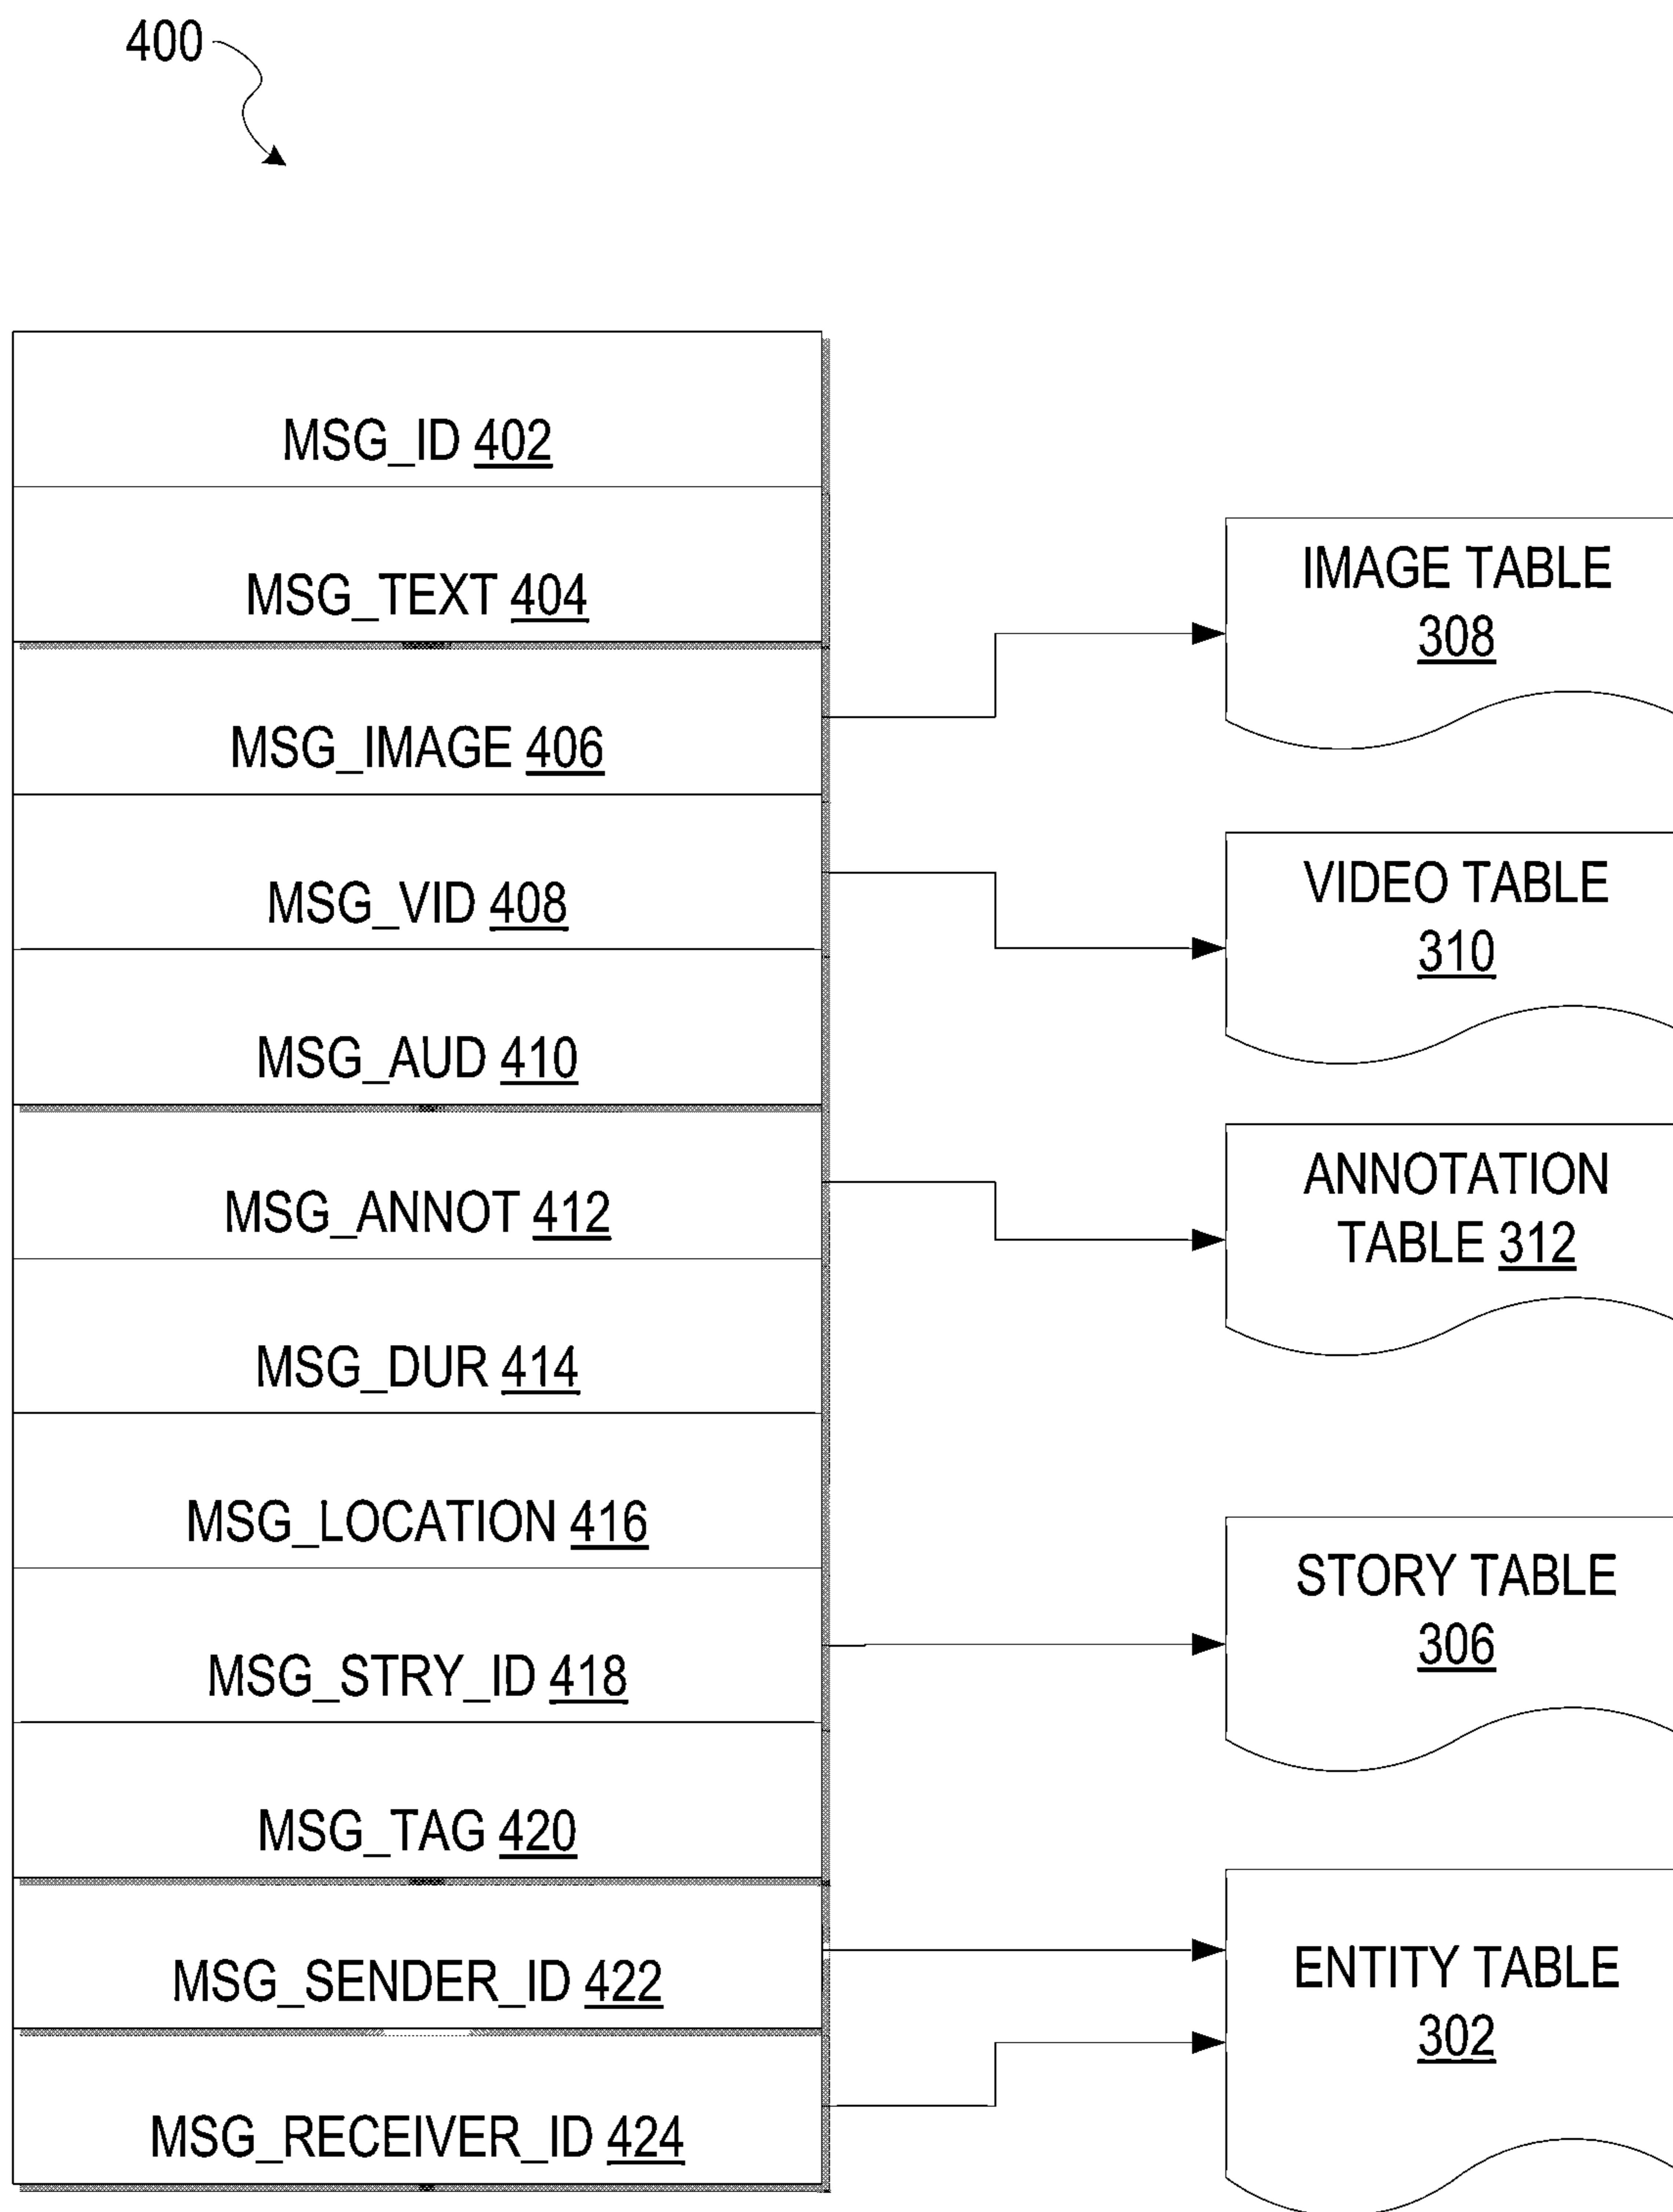 400
MSG_ID 402
MSG_TEXT 404
MSG_IMAGE 406
MSG_VID 408
MSG_AUD 410
MSG_ANNOT 412
MSG_DUR 414
MSG_LOCATION 416
MSG_STRY_ID 418
MSG_TAG 420
MSG_SENDER_ID 422
MSG_RECEIVER_ID 424
IMAGE TABLE
308
VIDEO TABLE
310
ANNOTATION
TABLE 312
STORY TABLE
306
ENTITY TABLE
302